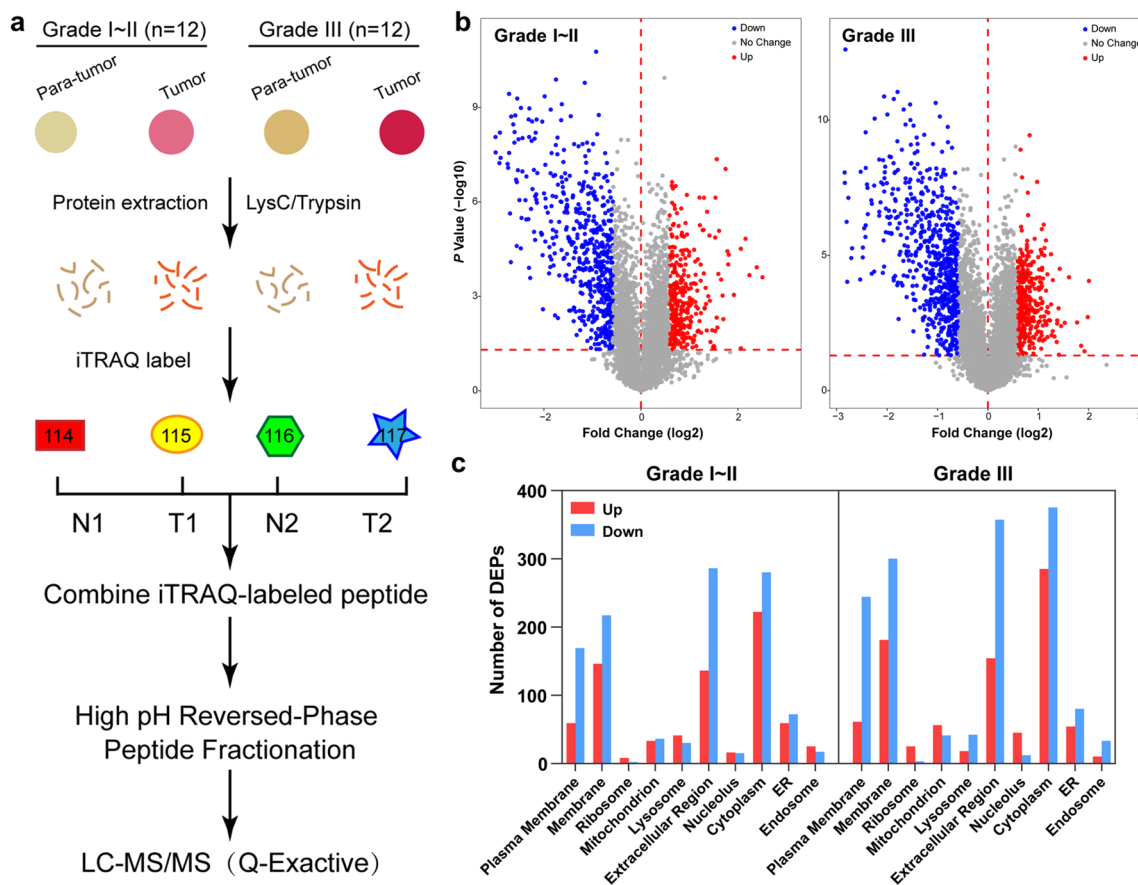 a
Grade I~II (n=12)
Grade III (n=12)
Para-tumor
Tumor
Para-tumor
Tumor
Protein extraction
LysC/Trypsin
iTRAQ label
114
115
116
117
N1
T1
N2
T2
Combine iTRAQ-labeled peptide
High pH Reversed-Phase
Peptide Fractionation
LC-MS/MS（Q-Exactive）
b
Grade I~II
Down
No Change
Up
P Value (−log10)
9
6
3
0
−2
0
2
Fold Change (log2)
Grade III
Down
No Change
Up
10
5
0
−3
−2
−1
0
1
2
3
Fold Change (log2)
c
Grade I~II
Grade III
Up
Down
Number of DEPs
400
300
200
100
0
Plasma Membrane
Membrane
Ribosome
Mitochondrion
Lysosome
Extracellular Region
Nucleolus
Cytoplasm
ER
Endosome
Plasma Membrane
Membrane
Ribosome
Mitochondrion
Lysosome
Extracellular Region
Nucleolus
Cytoplasm
ER
Endosome